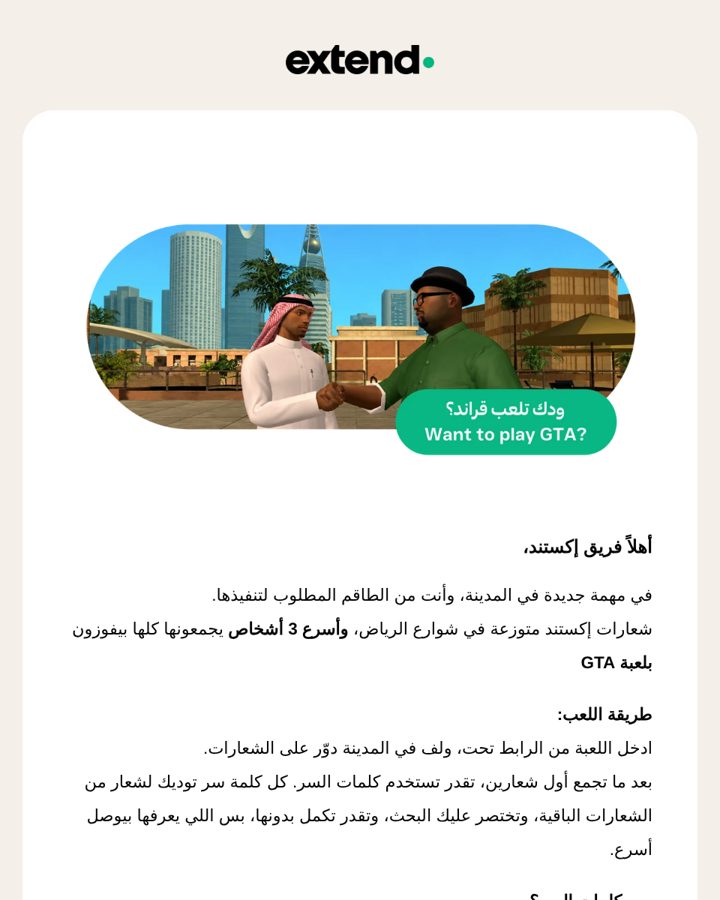 extend
ودك تلعب قراند؟
Want to play GTA?
أهلاً فريق إكستند،
في مهمة جديدة في المدينة، وأنت من الطاقم المطلوب لتنفيذها.
شعارات إكستند متوزعة في شوارع الرياض، وأسرع 3 أشخاص يجمعونها كلها بيفوزون
بلعبة GTA
طريقة اللعب:
ادخل اللعبة من الرابط تحت، ولف في المدينة دوّر على الشعارات.
بعد ما تجمع أول شعارين، تقدر تستخدم كلمات السر. كل كلمة سر توديك لشعار من
الشعارات الباقية، وتختصر عليك البحث، وتقدر تكمل بدونها، بس اللي يعرفها بيوصل
أسرع.